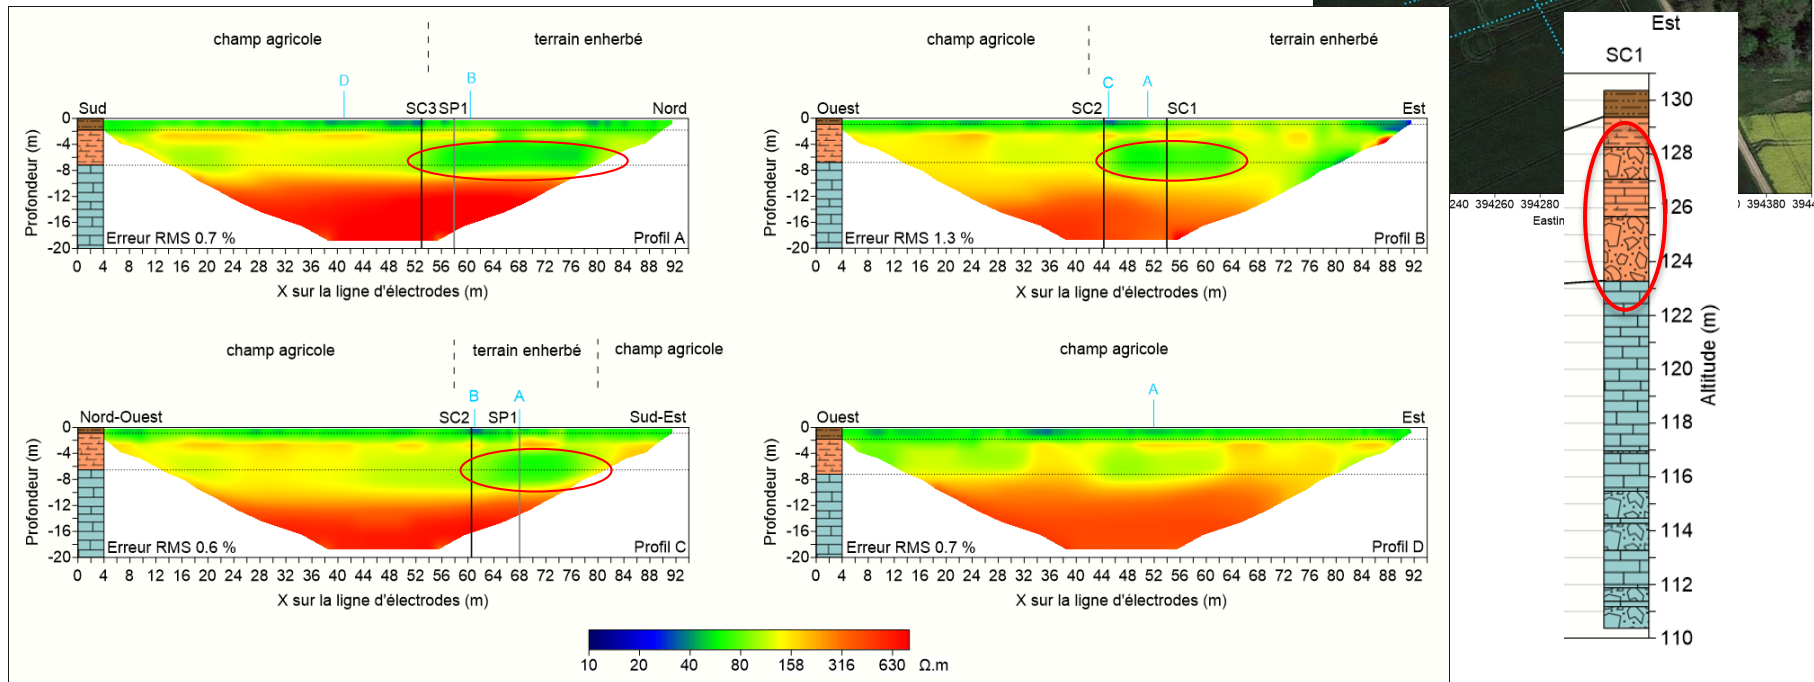 champ agricole
terrain enherbé
D
B
Sud
SC3
SP1
Nord
Profondeur (m)
0
-4
-8
-12
-16
-20
Erreur RMS 0.7 %
Profil A
0 4 8 12 16 20 24 28 32 36 40 44 48 52 56 60 64 68 72 76 80 84 88 92
X sur la ligne d'électrodes (m)
champ agricole
terrain enherbé
C
A
Ouest
SC2
SC1
Est
Profondeur (m)
0
-4
-8
-12
-16
-20
Erreur RMS 1.3 %
Profil B
0 4 8 12 16 20 24 28 32 36 40 44 48 52 56 60 64 68 72 76 80 84 88 92
X sur la ligne d'électrodes (m)
champ agricole
terrain enherbé
champ agricole
B
A
Nord-Ouest
SC2
SP1
Sud-Est
Profondeur (m)
0
-4
-8
-12
-16
-20
Erreur RMS 0.6 %
Profil C
0 4 8 12 16 20 24 28 32 36 40 44 48 52 56 60 64 68 72 76 80 84 88 92
X sur la ligne d'électrodes (m)
champ agricole
A
Ouest
Est
Profondeur (m)
0
-4
-8
-12
-16
-20
Erreur RMS 0.7 %
Profil D
0 4 8 12 16 20 24 28 32 36 40 44 48 52 56 60 64 68 72 76 80 84 88 92
X sur la ligne d'électrodes (m)
10 20 40 80 158 316 630 Ω.m
240 394260 394280
Eastin
394380 394
Est
SC1
130
128
126
124
122
120
118
116
114
112
110
Altitude (m)